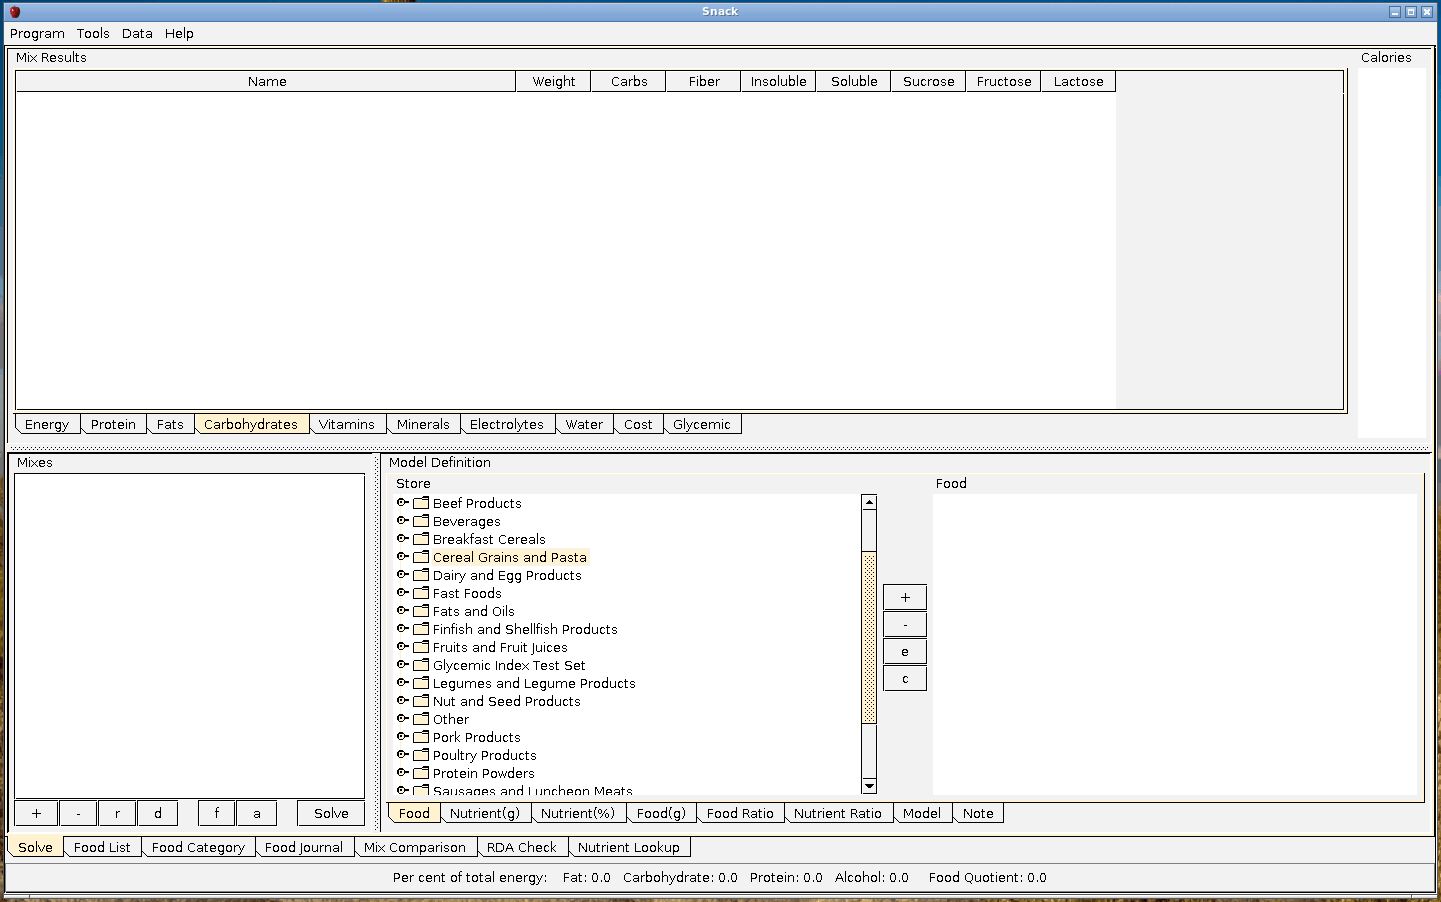 Snack
Program Tools Data Help
Mix Results
Calories
Name Weight Carbs Fiber Insoluble Soluble Sucrose Fructose Lactose
Energy Protein Fats Carbohydrates Vitamins Minerals Electrolytes Water Cost Glycemic
Mixes
+ - r d f a Solve
Model Definition
Store
Beef Products
Beverages
Breakfast Cereals
Cereal Grains and Pasta
Dairy and Egg Products
Fast Foods
Fats and Oils
Finfish and Shellfish Products
Fruits and Fruit Juices
Glycemic Index Test Set
Legumes and Legume Products
Nut and Seed Products
Other
Pork Products
Poultry Products
Protein Powders
Sausages and Luncheon Meats
+
-
e
c
Food
Food Nutrient(g) Nutrient(%) Food(g) Food Ratio Nutrient Ratio Model Note
Solve Food List Food Category Food Journal Mix Comparison RDA Check Nutrient Lookup
Per cent of total energy: Fat: 0.0 Carbohydrate: 0.0 Protein: 0.0 Alcohol: 0.0 Food Quotient: 0.0